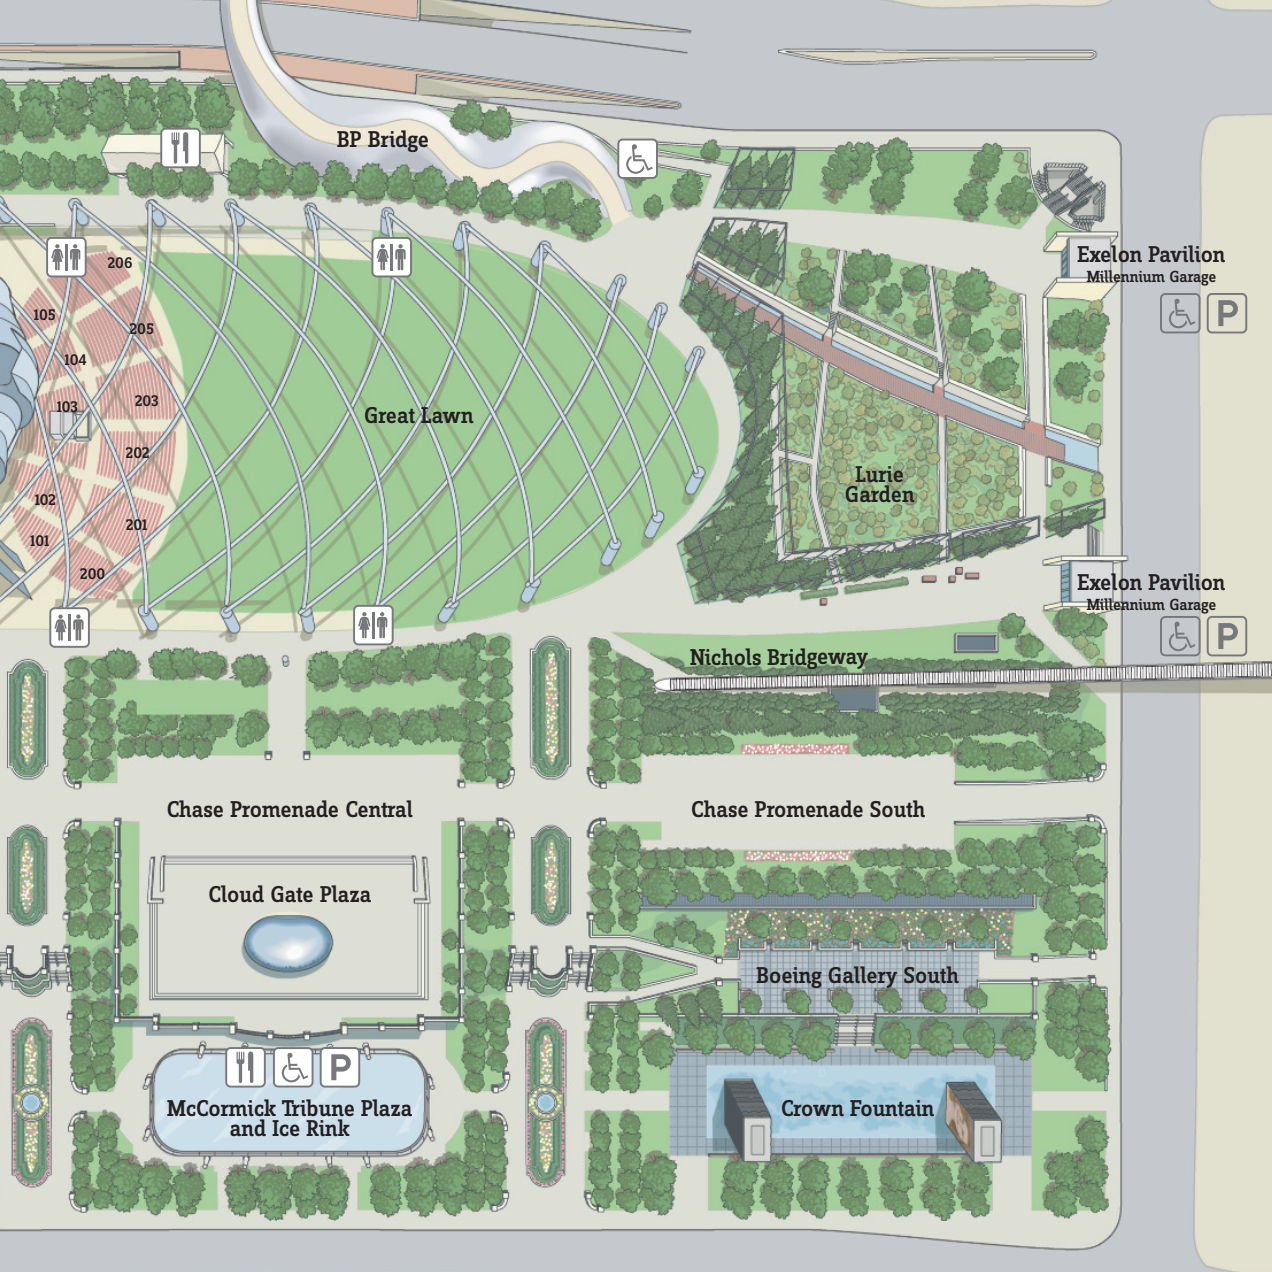 BP Bridge
Exelon Pavilion
Millennium Garage
P
206
105
205
104
203
103
Great Lawn
202
Lurie
Garden
102
201
101
200
Exelon Pavilion
Millennium Garage
P
Nichols Bridgeway
Chase Promenade Central
Chase Promenade South
Cloud Gate Plaza
Boeing Gallery South
P
McCormick Tribune Plaza
and Ice Rink
Crown Fountain